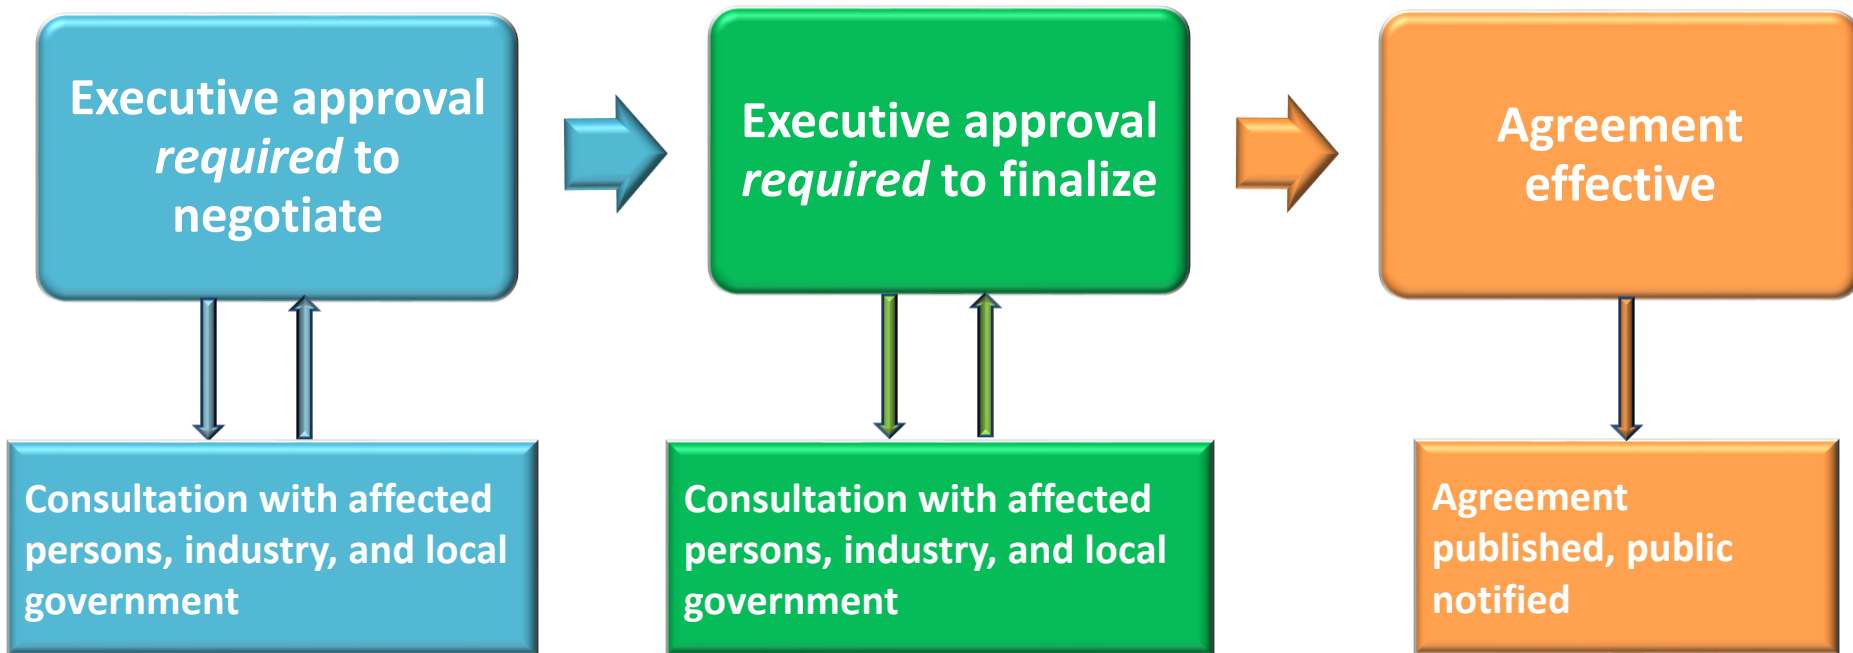 Executive approval
required to
negotiate
Executive approval
required to finalize
Agreement
effective
Consultation with affected
persons, industry, and local
government
Consultation with affected
persons, industry, and local
government
Agreement
published, public
notified